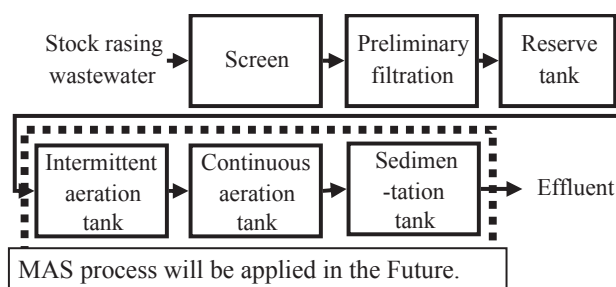 Stock rasing
wastewater
Screen
Preliminary
filtration
Reserve
tank
Intermittent
aeration
tank
Continuous
aeration
tank
Sedimen
-tation
tank
Effluent
MAS process will be applied in the Future.